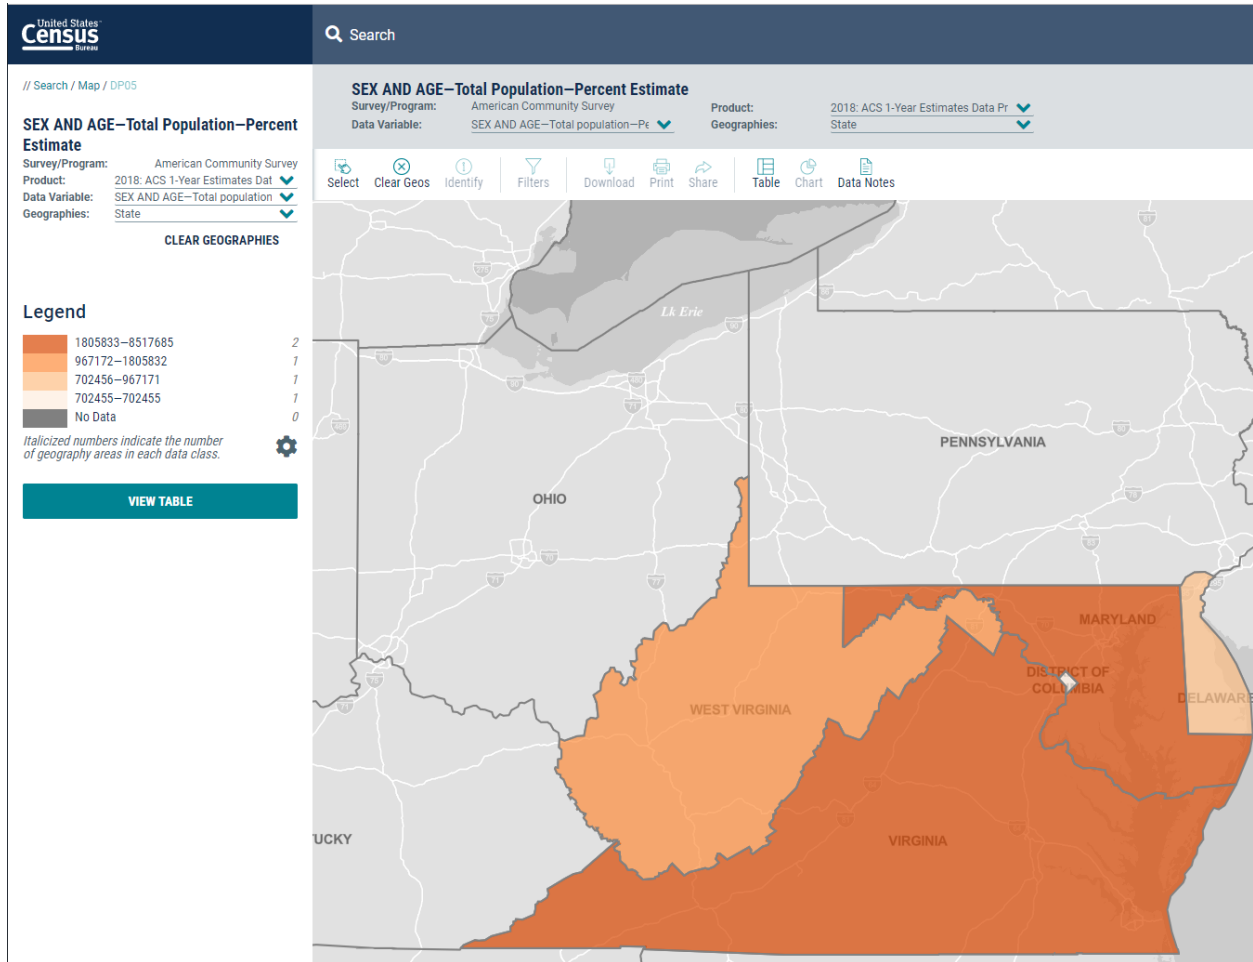 United States™
Census
Bureau
Search
// Search / Map / DP05
SEX AND AGE—Total Population—Percent
Estimate
Survey/Program: American Community Survey
Product: 2018: ACS 1-Year Estimates Dat
Data Variable: SEX AND AGE—Total population
Geographies: State
CLEAR GEOGRAPHIES
Legend
1805833—8517685 2
967172—1805832 1
702456—967171 1
702455—702455 1
No Data 0
Italicized numbers indicate the number
of geography areas in each data class.
VIEW TABLE
SEX AND AGE—Total Population—Percent Estimate
Survey/Program: American Community Survey Product: 2018: ACS 1-Year Estimates Data Pr
Data Variable: SEX AND AGE—Total population—Pe Geographies: State
Select Clear Geos Identify Filters Download Print Share Table Chart Data Notes
Lk Erie
PENNSYLVANIA
OHIO
MARYLAND
DISTRICT OF
COLUMBIA
DELAWARE
WEST VIRGINIA
UCKY
VIRGINIA